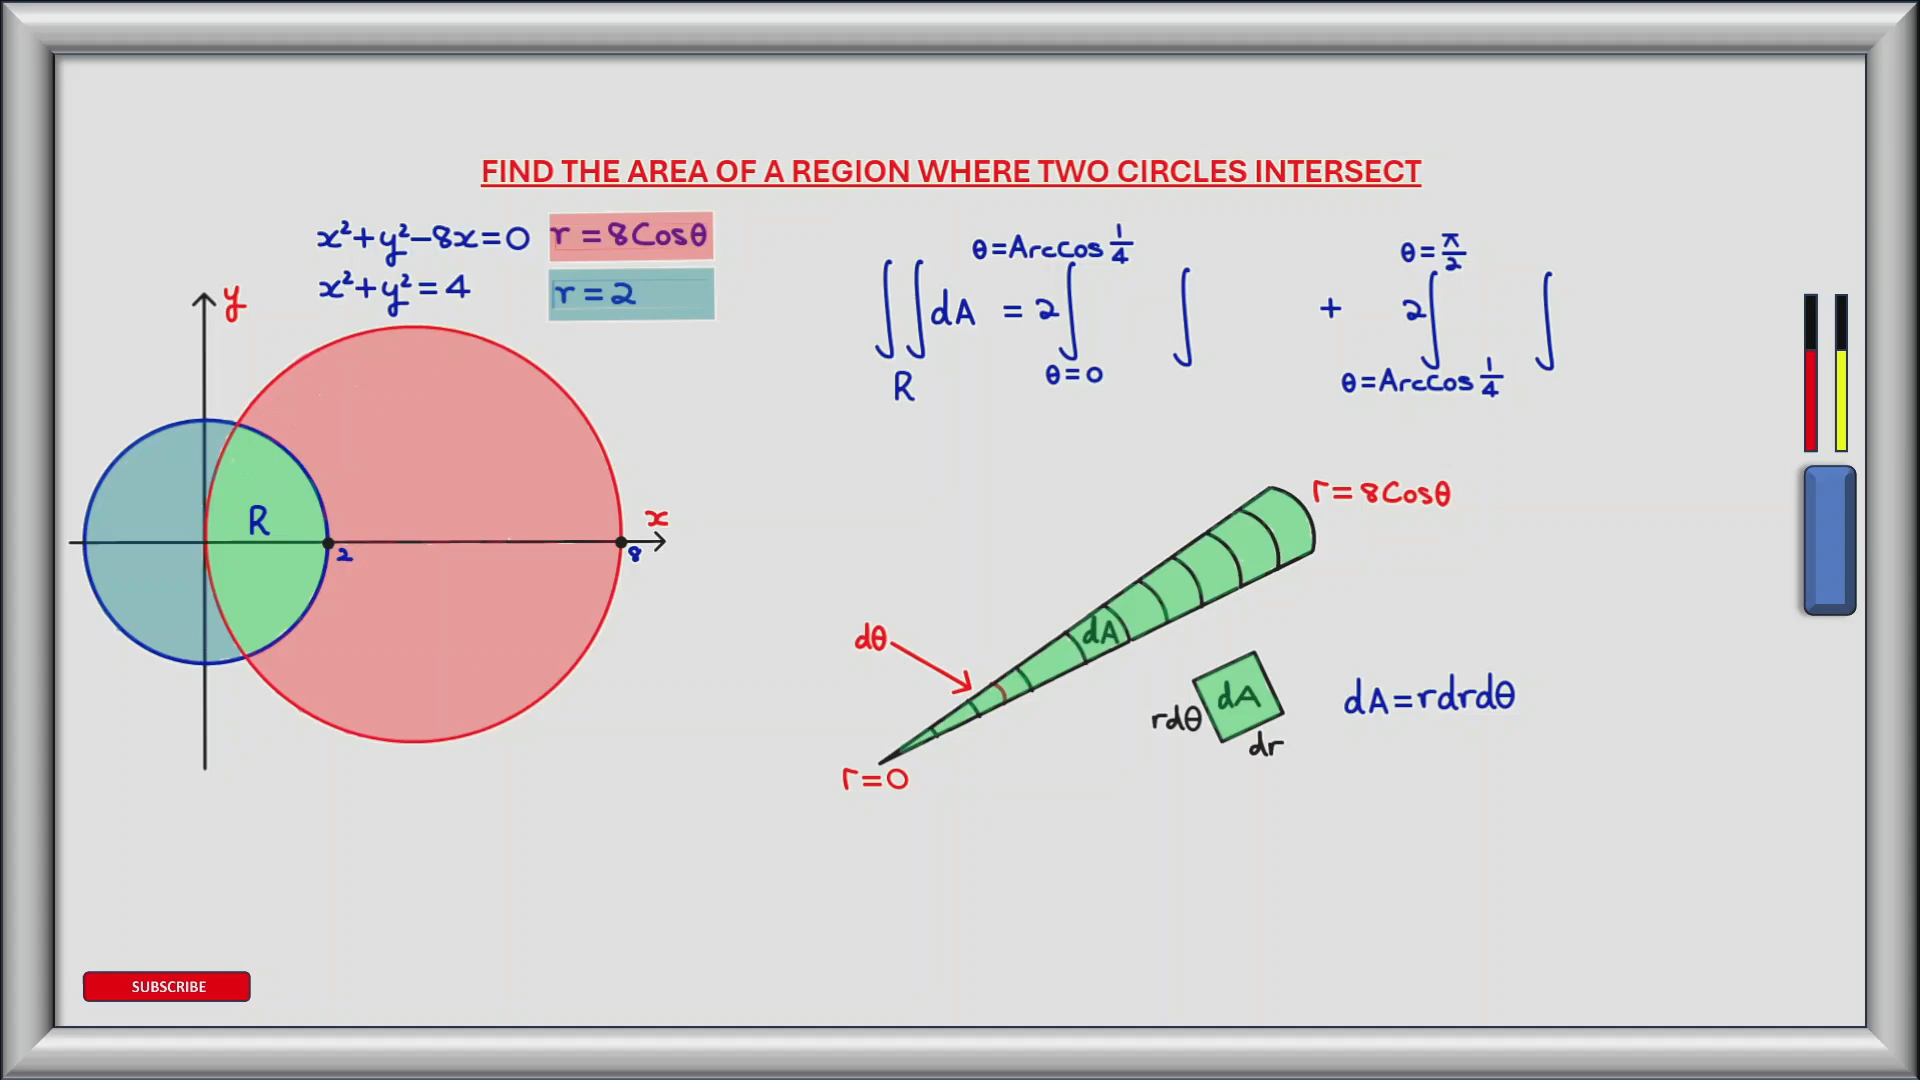 FIND THE AREA OF A REGION WHERE TWO CIRCLES INTERSECT
x²+y²-8x=0 r=8Cosθ
x²+y²=4 r=2
y
R
x
2
8
θ=ArcCos 1/4 θ=π/2
∫∫dA = 2∫ ∫ + 2∫ ∫
R θ=0 θ=ArcCos 1/4
r=8Cosθ
dθ
dA
r=0
dA
rdθ
dr
dA=rdrdθ
SUBSCRIBE